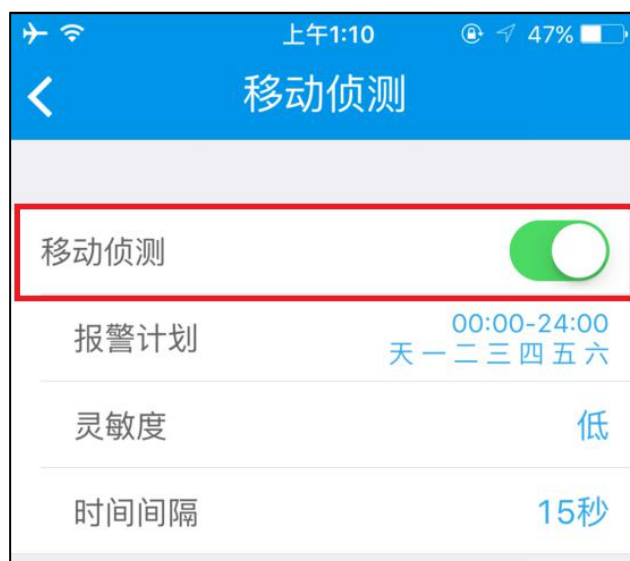 上午1:10 47%
移动侦测
移动侦测
报警计划 00:00-24:00
天 一 二 三 四 五 六
灵敏度 低
时间间隔 15秒